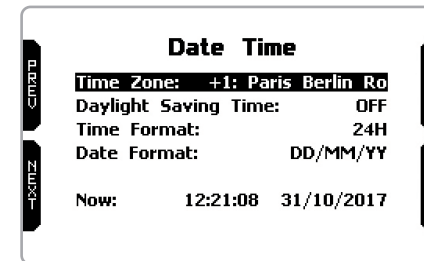 Date Time
PREV
Time Zone: +1: Paris Berlin Ro
Daylight Saving Time: OFF
Time Format: 24H
Date Format: DD/MM/YY
NEXT
Now: 12:21:08 31/10/2017